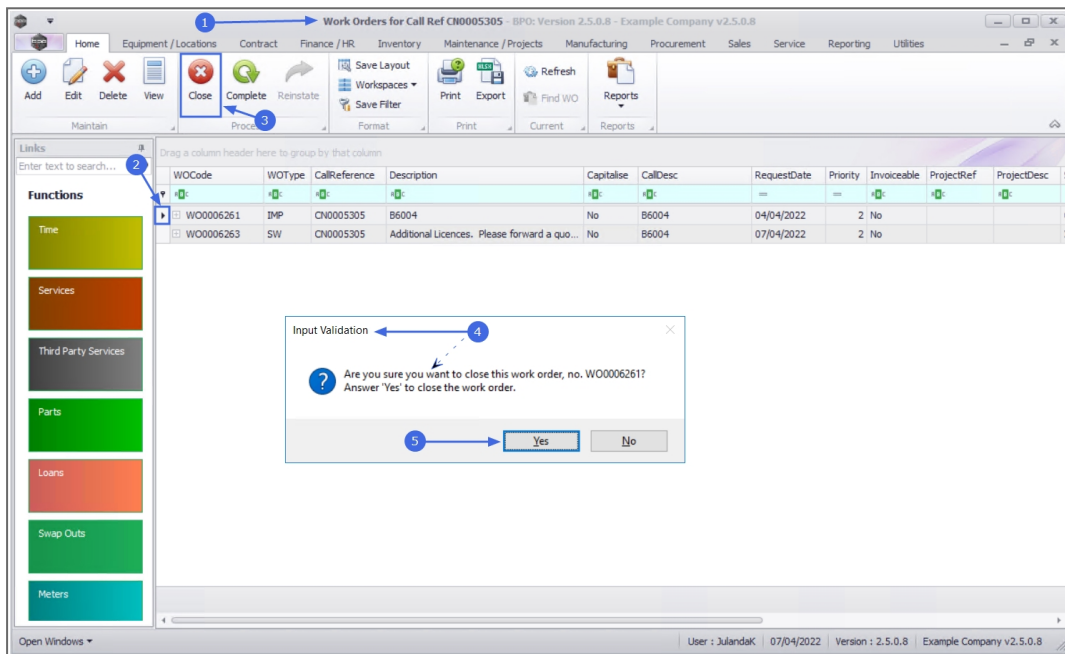 1
Work Orders for Call Ref CN0005305 - BPO: Version 2.5.0.8 - Example Company v2.5.0.8
Home Equipment / Locations Contract Finance / HR Inventory Maintenance / Projects Manufacturing Procurement Sales Service Reporting Utilities
Add Edit Delete View Close Complete Reinstate
Save Layout
Workspaces
Save Filter
Print Export
Refresh
Find WO
Reports
3
Maintain Format Print Current Reports
Links
Enter text to search...
2
Drag a column header here to group by that column
WOCode WOType CallReference Description Capitalise CallDesc RequestDate Priority Invoiceable ProjectRef ProjectDesc
WO0006261 IMP CN0005305 B6004 No B6004 04/04/2022 2 No
WO0006263 SW CN0005305 Additional Licences. Please forward a quo... No B6004 07/04/2022 2 No
Functions
Time
Services
Third Party Services
Parts
Loans
Swap Outs
Meters
Input Validation
4
Are you sure you want to close this work order, no. WO0006261?
Answer 'Yes' to close the work order.
5
Yes No
Open Windows
User : JulandaK 07/04/2022 Version : 2.5.0.8 Example Company v2.5.0.8